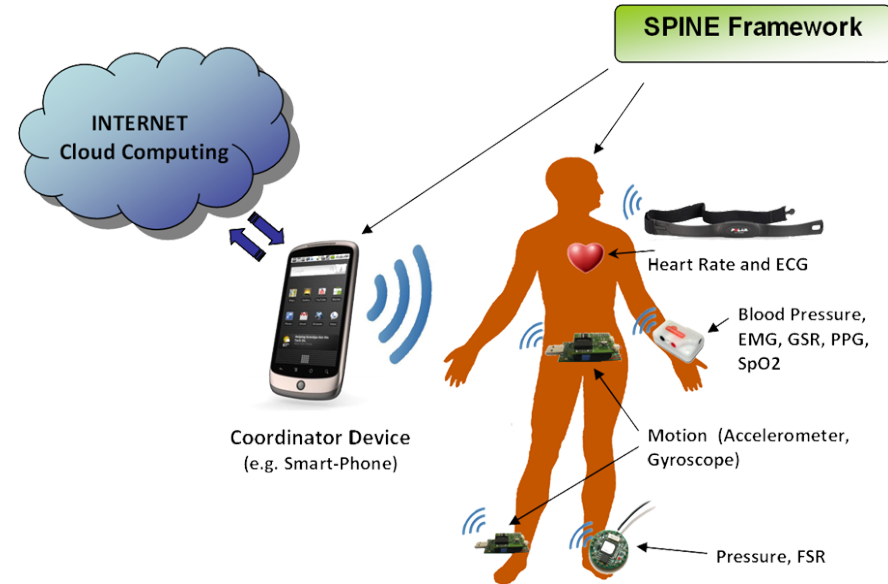 SPINE Framework
INTERNET
Cloud Computing
POLAR
Heart Rate and ECG
Blood Pressure,
EMG, GSR, PPG,
SpO2
Coordinator Device
(e.g. Smart-Phone)
Motion (Accelerometer,
Gyroscope)
Pressure, FSR